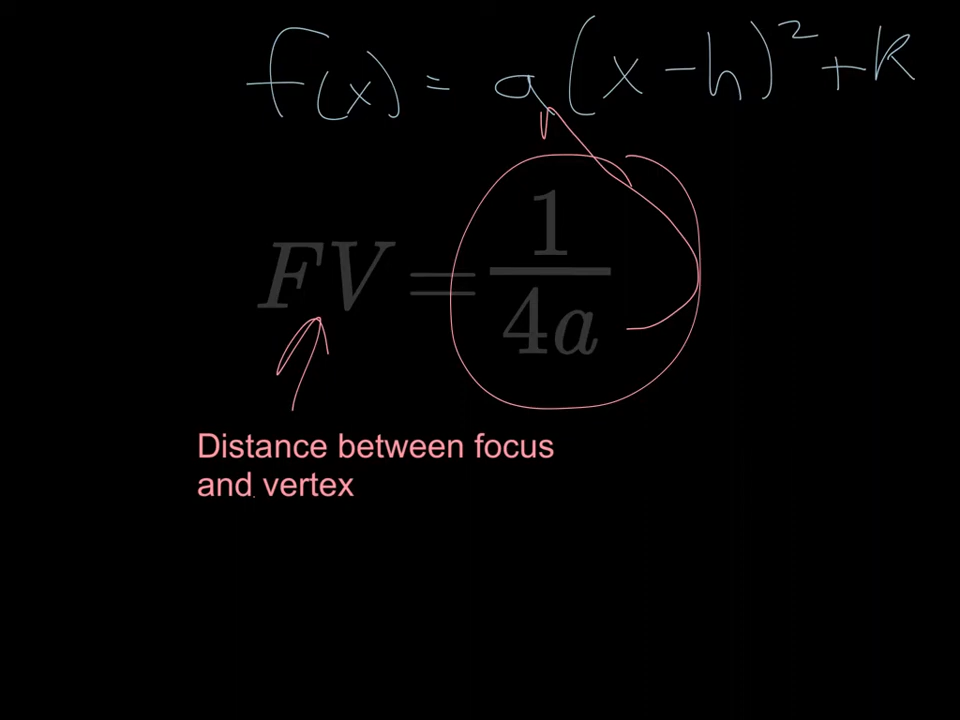 f(x) = a(x-h)² + k
FV = 1/4a
Distance between focus
and vertex